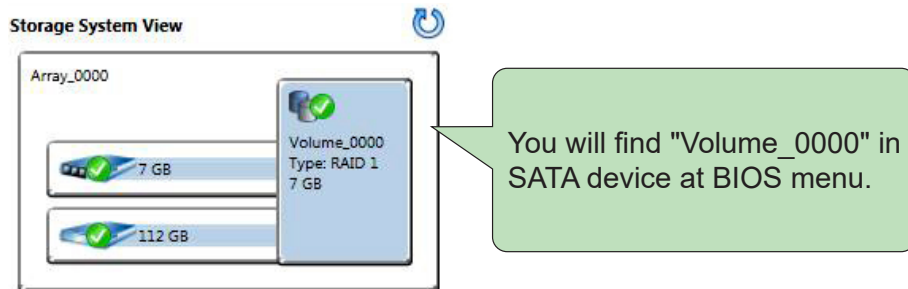 Storage System View
Array_0000
7 GB
112 GB
Volume_0000
Type: RAID 1
7 GB
You will find "Volume_0000" in
SATA device at BIOS menu.